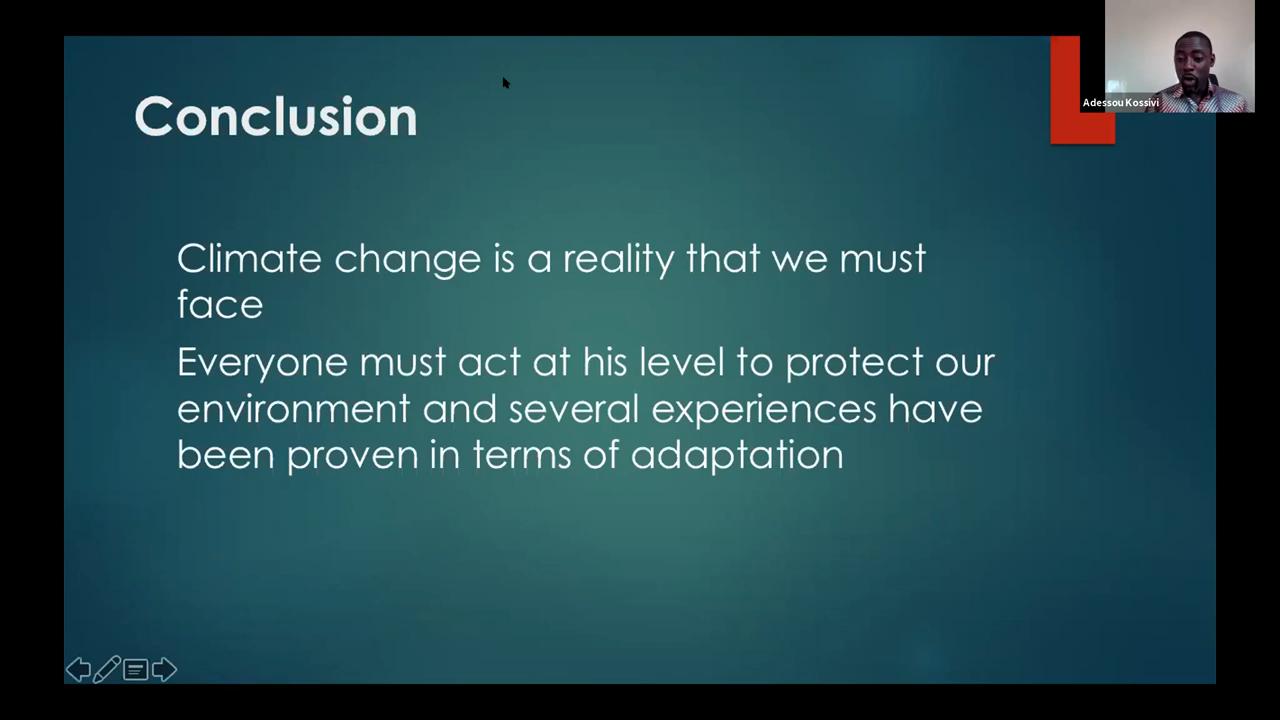 Conclusion
Adessou Kossivi
Climate change is a reality that we must
face
Everyone must act at his level to protect our
environment and several experiences have
been proven in terms of adaptation